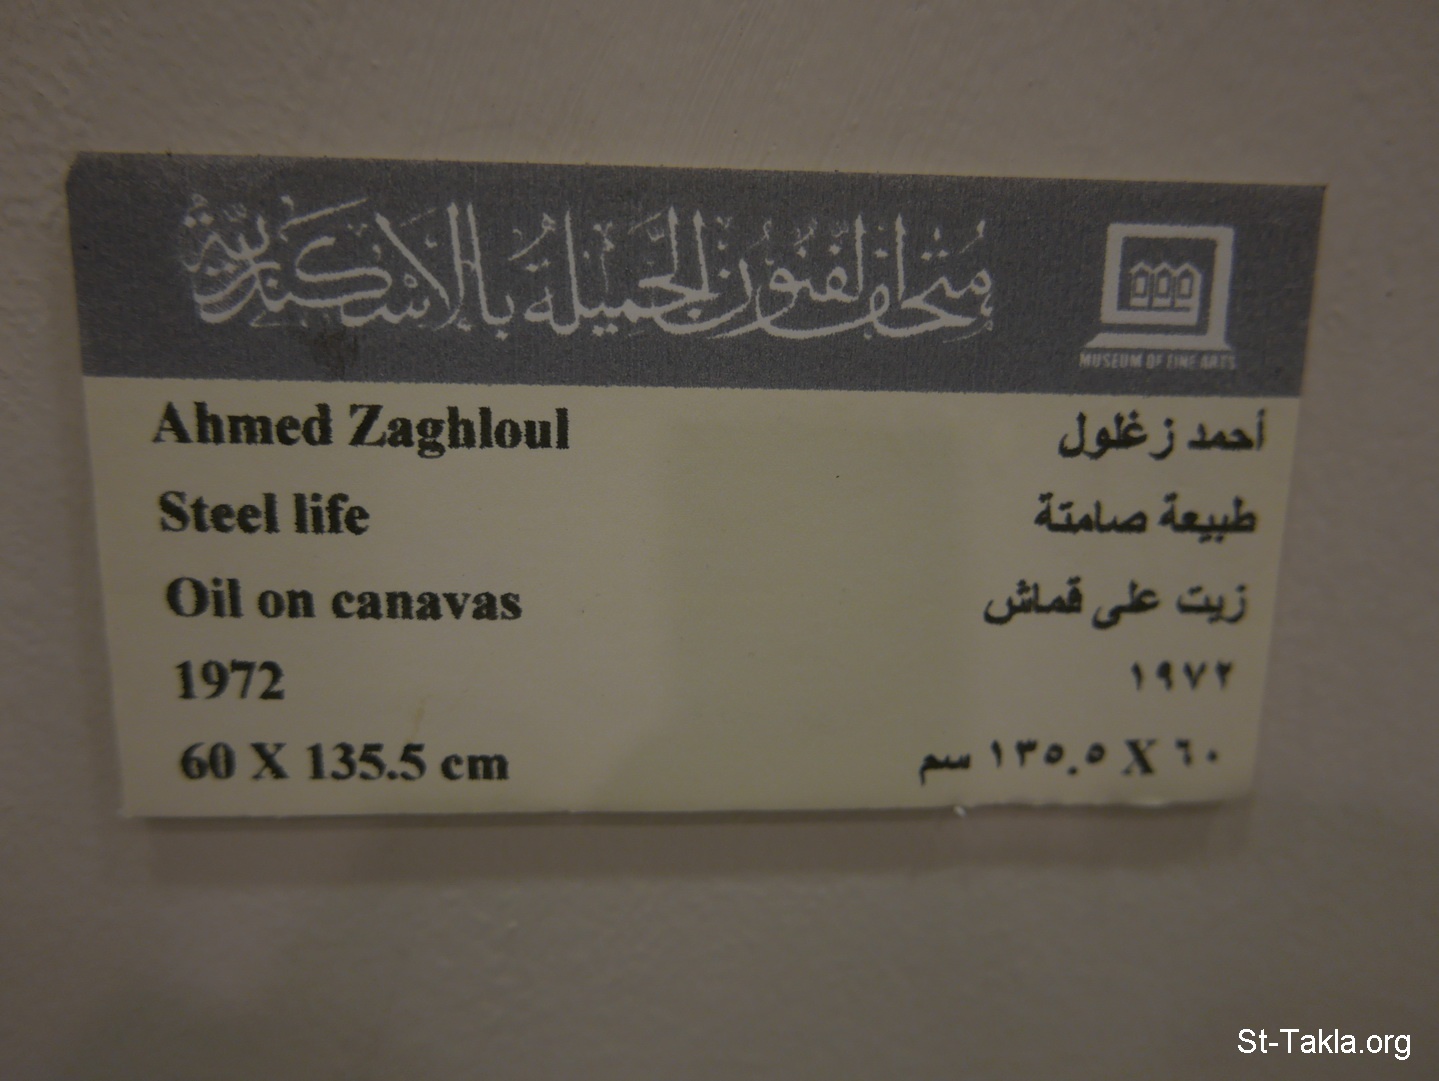 متحف الفنون الجميلة بالاسكندرية
MUSEUM OF FINE ARTS
Ahmed Zaghloul
أحمد زغلول
Steel life
طبيعة صامتة
Oil on canavas
زيت على قماش
1972
١٩٧٢
60 X 135.5 cm
٦٠ X ١٣٥.٥ سم
St-Takla.org